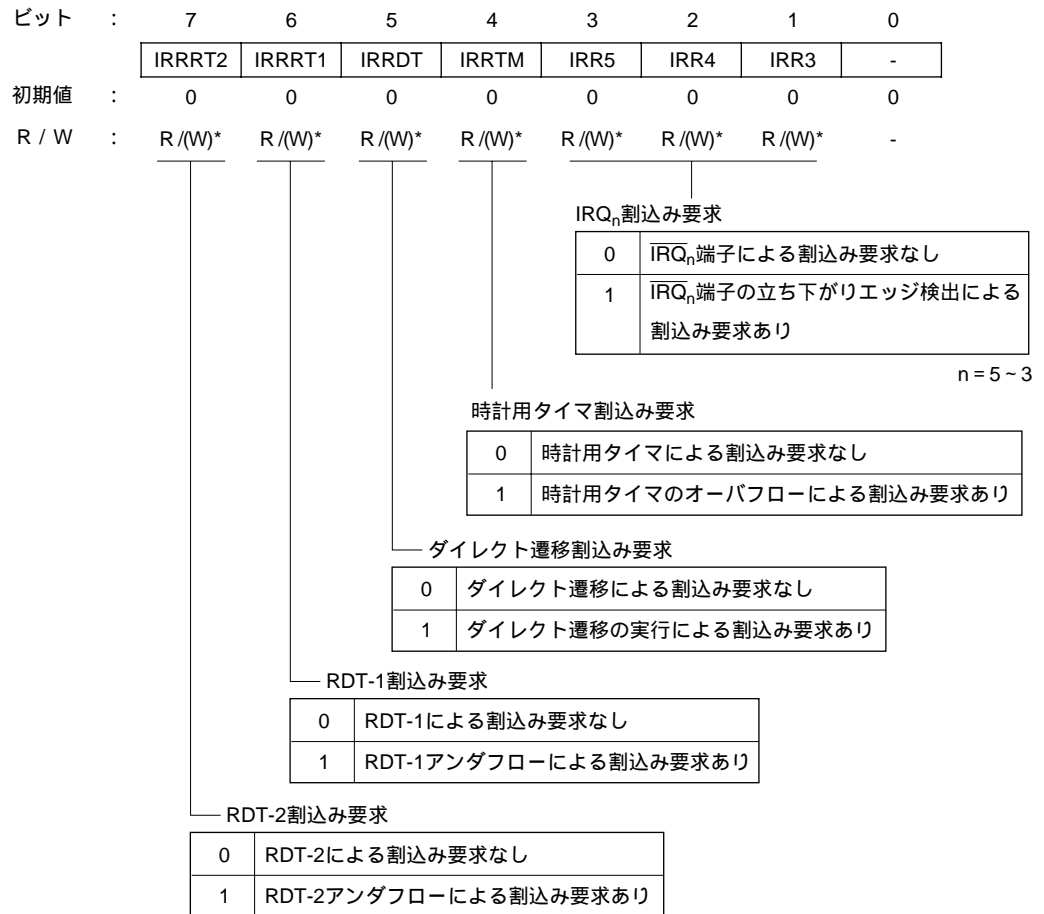 ビット : 7 6 5 4 3 2 1 0
IRRRT2 IRRRT1 IRRDT IRRTM IRR5 IRR4 IRR3 -
初期値 : 0 0 0 0 0 0 0 0
R / W : R /(W)* R /(W)* R /(W)* R /(W)* R /(W)* R /(W)* R /(W)* -
IRQn割込み要求
0 I̅R̅Q̅n端子による割込み要求なし
1 I̅R̅Q̅n端子の立ち下がりエッジ検出による
割込み要求あり
n = 5 ~ 3
時計用タイマ割込み要求
0 時計用タイマによる割込み要求なし
1 時計用タイマのオーバフローによる割込み要求あり
ダイレクト遷移割込み要求
0 ダイレクト遷移による割込み要求なし
1 ダイレクト遷移の実行による割込み要求あり
RDT-1割込み要求
0 RDT-1による割込み要求なし
1 RDT-1アンダフローによる割込み要求あり
RDT-2割込み要求
0 RDT-2による割込み要求なし
1 RDT-2アンダフローによる割込み要求あり